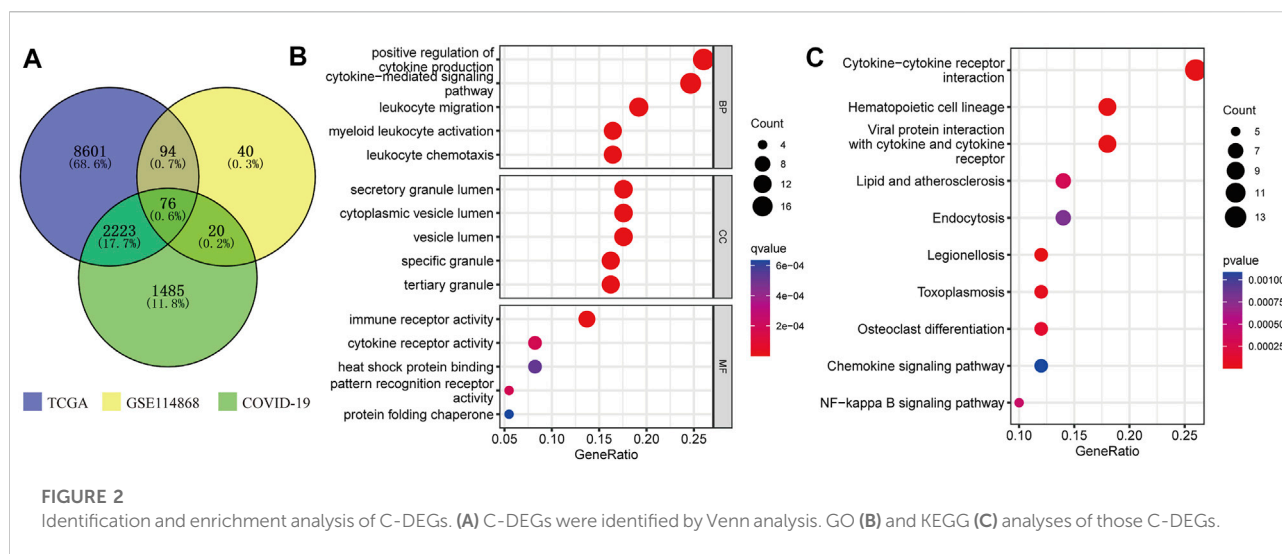 A
8601
(68.6%)
94
(0.7%)
40
(0.3%)
76
(0.6%)
2223
(17.7%)
20
(0.2%)
1485
(11.8%)
TCGA
GSE114868
COVID-19
B
positive regulation of
cytokine production
cytokine-mediated signaling
pathway
leukocyte migration
myeloid leukocyte activation
leukocyte chemotaxis
BP
secretory granule lumen
cytoplasmic vesicle lumen
vesicle lumen
specific granule
tertiary granule
CC
immune receptor activity
cytokine receptor activity
heat shock protein binding
pattern recognition receptor
activity
protein folding chaperone
MF
0.05 0.10 0.15 0.20 0.25
GeneRatio
Count
4
8
12
16
qvalue
6e-04
4e-04
2e-04
C
Cytokine-cytokine receptor
interaction
Hematopoietic cell lineage
Viral protein interaction
with cytokine and cytokine
receptor
Lipid and atherosclerosis
Endocytosis
Legionellosis
Toxoplasmosis
Osteoclast differentiation
Chemokine signaling pathway
NF-kappa B signaling pathway
0.10 0.15 0.20 0.25
GeneRatio
Count
5
7
9
11
13
pvalue
0.00100
0.00075
0.00050
0.00025
FIGURE 2
Identification and enrichment analysis of C-DEGs. (A) C-DEGs were identified by Venn analysis. GO (B) and KEGG (C) analyses of those C-DEGs.